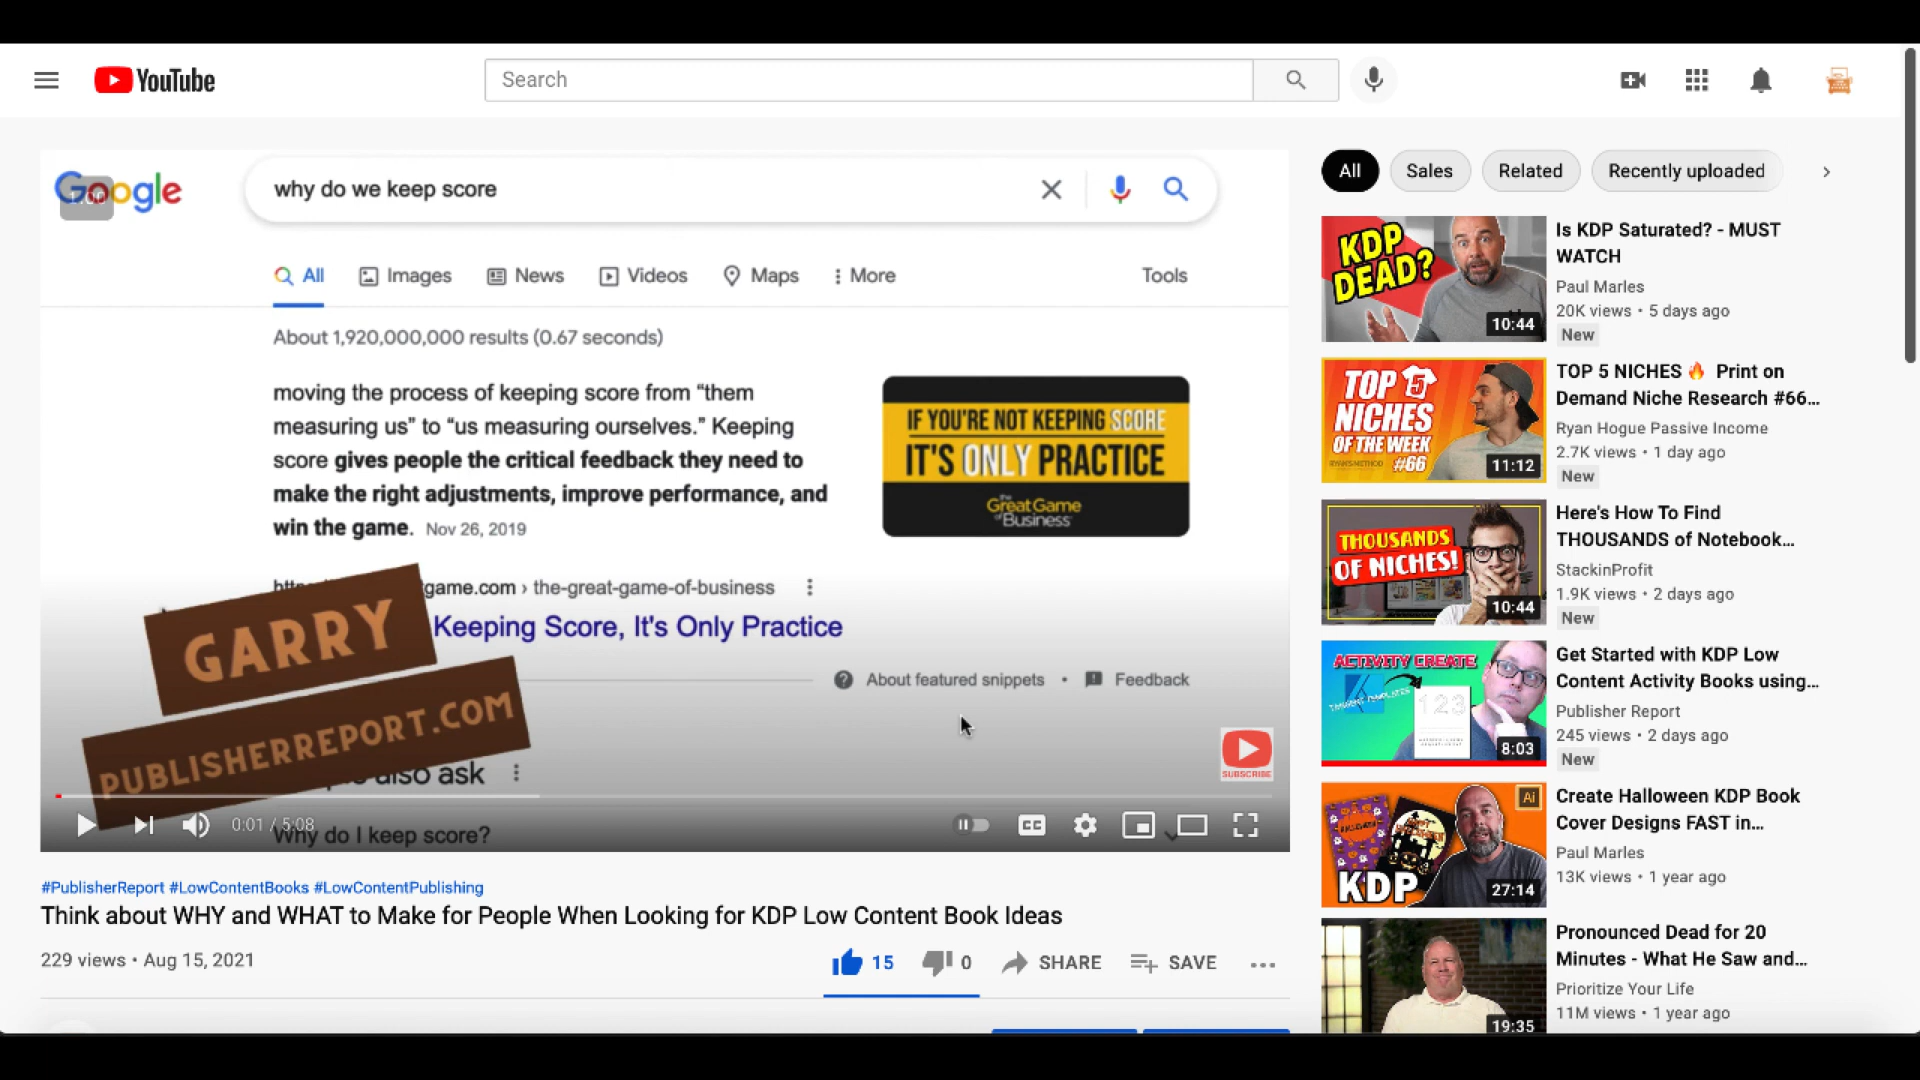 YouTube
Search
Google
1.00
why do we keep score
All
Images
News
Videos
Maps
More
Tools
About 1,920,000,000 results (0.67 seconds)
moving the process of keeping score from “them
measuring us” to “us measuring ourselves.” Keeping
score gives people the critical feedback they need to
make the right adjustments, improve performance, and
win the game. Nov 26, 2019
IF YOU'RE NOT KEEPING SCORE
IT'S ONLY PRACTICE
the
Great Game
of Business
game.com › the-great-game-of-business
Keeping Score, It's Only Practice
GARRY
PUBLISHERREPORT.COM
About featured snippets • Feedback
also ask
SUBSCRIBE
0:01 / 5:08
Why do I keep score?
CC
#PublisherReport #LowContentBooks #LowContentPublishing
Think about WHY and WHAT to Make for People When Looking for KDP Low Content Book Ideas
229 views • Aug 15, 2021
15
0
SHARE
SAVE
All
Sales
Related
Recently uploaded
KDP
DEAD?
10:44
Is KDP Saturated? - MUST
WATCH
Paul Marles
20K views • 5 days ago
New
TOP 5
NICHES
OF THE WEEK
#66
11:12
TOP 5 NICHES 🔥 Print on
Demand Niche Research #66...
Ryan Hogue Passive Income
2.7K views • 1 day ago
New
THOUSANDS
OF NICHES!
10:44
Here's How To Find
THOUSANDS of Notebook...
StackinProfit
1.9K views • 2 days ago
New
ACTIVITY CREATE
123
8:03
Get Started with KDP Low
Content Activity Books using...
Publisher Report
245 views • 2 days ago
New
Ai
KDP
27:14
Create Halloween KDP Book
Cover Designs FAST in...
Paul Marles
13K views • 1 year ago
19:35
Pronounced Dead for 20
Minutes - What He Saw and...
Prioritize Your Life
11M views • 1 year ago